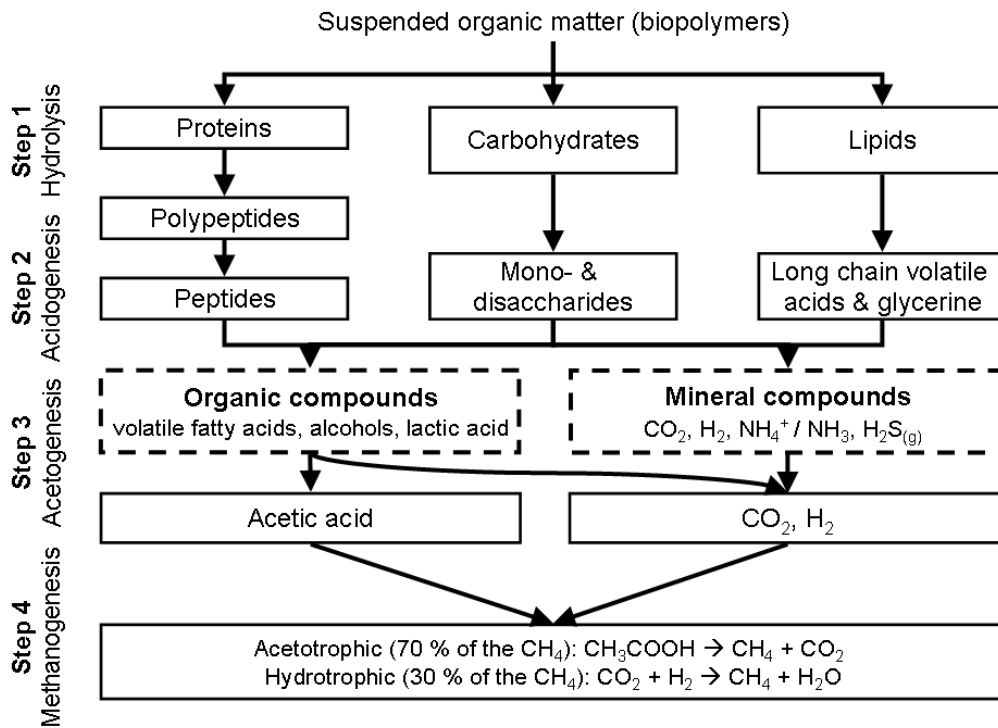 Suspended organic matter (biopolymers)
Step 1
Hydrolysis
Proteins
Carbohydrates
Lipids
Polypeptides
Step 2
Acidogenesis
Peptides
Mono- &
disaccharides
Long chain volatile
acids & glycerine
Step 3
Acetogenesis
Organic compounds
volatile fatty acids, alcohols, lactic acid
Mineral compounds
CO₂, H₂, NH₄⁺ / NH₃, H₂S₍g₎
Acetic acid
CO₂, H₂
Step 4
Methanogenesis
Acetotrophic (70 % of the CH₄): CH₃COOH → CH₄ + CO₂
Hydrotrophic (30 % of the CH₄): CO₂ + H₂ → CH₄ + H₂O